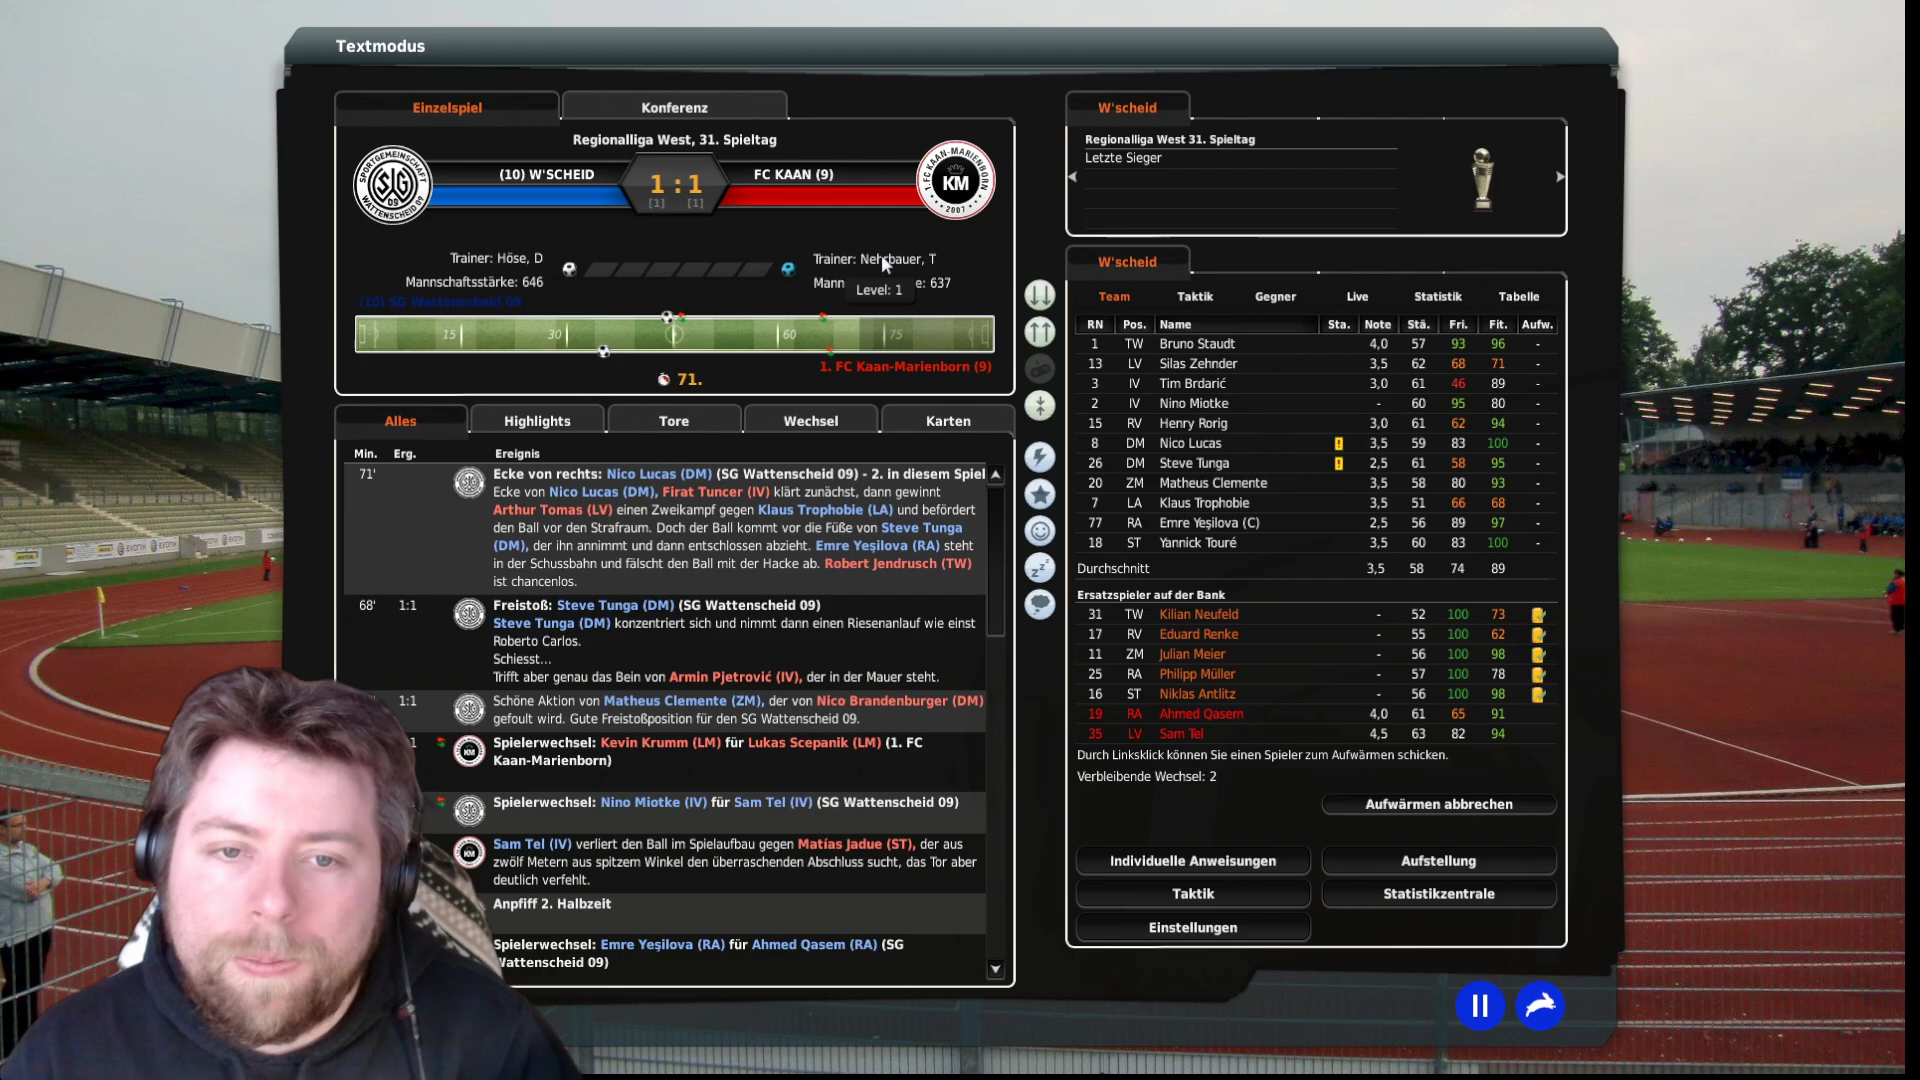 Textmodus
Einzelspiel
Konferenz
Regionalliga West, 31. Spieltag
(10) W'SCHEID
1 : 1
FC KAAN (9)
[1] [1]
SPORTGEMEINSCHAFT
WATTENSCHEID 09
1. FC KAAN-MARIENBORN
KM
2007
Trainer: Höse, D
Mannschaftsstärke: 646
Mann
e: 637
Level: 1
(10) SG Wattenscheid 09
15 30 60 75
1. FC Kaan-Marienborn (9)
71.
Alles
Highlights
Tore
Wechsel
Karten
Min. Erg. Ereignis
71' Ecke von rechts: Nico Lucas (DM) (SG Wattenscheid 09) - 2. in diesem Spiel
Ecke von Nico Lucas (DM), Firat Tuncer (IV) klärt zunächst, dann gewinnt
Arthur Tomas (LV) einen Zweikampf gegen Klaus Trophobie (LA) und befördert
den Ball vor den Strafraum. Doch der Ball kommt vor die Füße von Steve Tunga
(DM), der ihn annimmt und dann entschlossen abzieht. Emre Yeşilova (RA) steht
in der Schussbahn und fälscht den Ball mit der Hacke ab. Robert Jendrusch (TW)
ist chancenlos.
68' 1:1 Freistoß: Steve Tunga (DM) (SG Wattenscheid 09)
Steve Tunga (DM) konzentriert sich und nimmt dann einen Riesenanlauf wie einst
Roberto Carlos.
Schiesst...
Trifft aber genau das Bein von Armin Pjetrović (IV), der in der Mauer steht.
1:1 Schöne Aktion von Matheus Clemente (ZM), der von Nico Brandenburger (DM)
gefoult wird. Gute Freistoßposition für den SG Wattenscheid 09.
1 Spielerwechsel: Kevin Krumm (LM) für Lukas Scepanik (LM) (1. FC
Kaan-Marienborn)
Spielerwechsel: Nino Miotke (IV) für Sam Tel (IV) (SG Wattenscheid 09)
Sam Tel (IV) verliert den Ball im Spielaufbau gegen Matías Jadue (ST), der aus
zwölf Metern aus spitzem Winkel den überraschenden Abschluss sucht, das Tor aber
deutlich verfehlt.
Anpfiff 2. Halbzeit
Spielerwechsel: Emre Yeşilova (RA) für Ahmed Qasem (RA) (SG
Wattenscheid 09)
W'scheid
Regionalliga West 31. Spieltag
Letzte Sieger
W'scheid
Team Taktik Gegner Live Statistik Tabelle
RN Pos. Name Sta. Note Stä. Fri. Fit. Aufw.
1 TW Bruno Staudt 4,0 57 93 96 -
13 LV Silas Zehnder 3,5 62 68 71 -
3 IV Tim Brdarić 3,0 61 46 89 -
2 IV Nino Miotke - 60 95 80 -
15 RV Henry Rorig 3,0 61 62 94 -
8 DM Nico Lucas ! 3,5 59 83 100 -
26 DM Steve Tunga ! 2,5 61 58 95 -
20 ZM Matheus Clemente 3,5 58 80 93 -
7 LA Klaus Trophobie 3,5 51 66 68 -
77 RA Emre Yeşilova (C) 2,5 56 89 97 -
18 ST Yannick Touré 3,5 60 83 100 -
Durchschnitt 3,5 58 74 89
Ersatzspieler auf der Bank
31 TW Kilian Neufeld - 52 100 73
17 RV Eduard Renke - 55 100 62
11 ZM Julian Meier - 56 100 98
25 RA Philipp Müller - 57 100 78
16 ST Niklas Antlitz - 56 100 98
19 RA Ahmed Qasem 4,0 61 65 91 -
35 LV Sam Tel 4,5 63 82 94 -
Durch Linksklick können Sie einen Spieler zum Aufwärmen schicken.
Verbleibende Wechsel: 2
Aufwärmen abbrechen
Individuelle Anweisungen
Aufstellung
Taktik
Statistikzentrale
Einstellungen